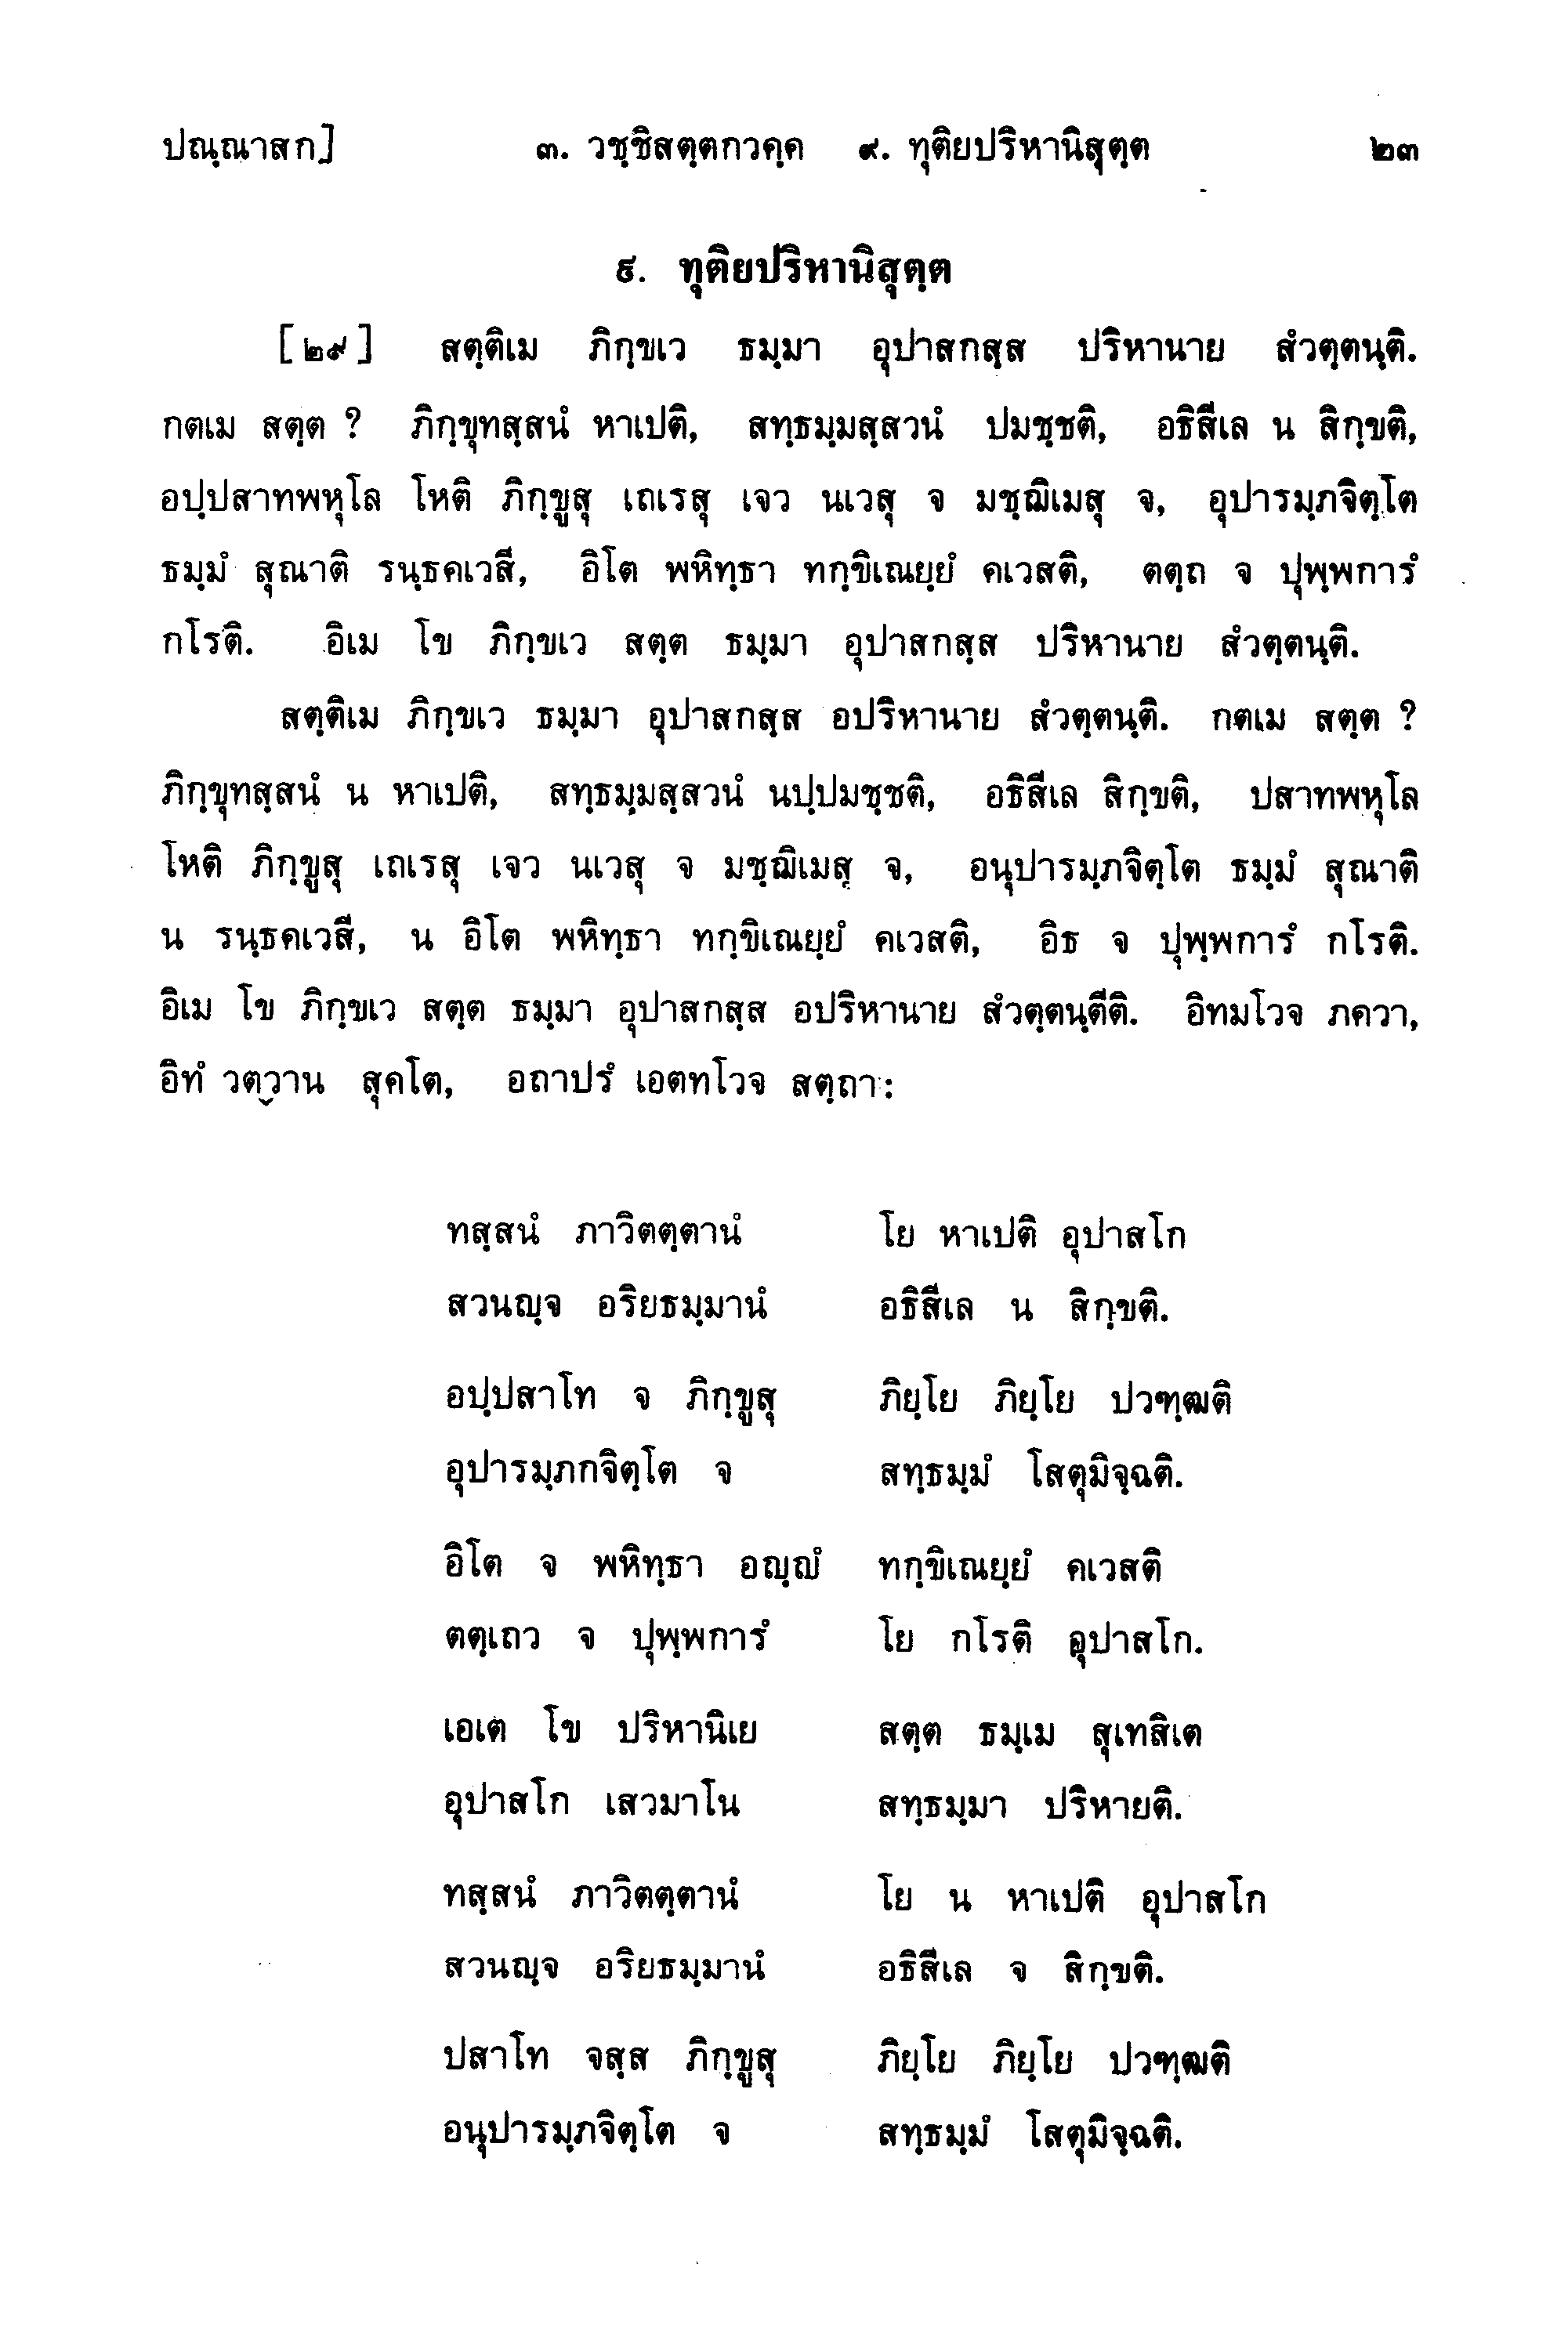 ปณฺณาสก] ๓. วชฺชิสตฺตกวคฺค ๙. ทุติยปริหานิสุตฺต ๒๓
๙. ทุติยปริหานิสุตฺต
[๒๙] สตฺติเม ภิกฺขเว ธมฺมา อุปาสกสฺส ปริหานาย สํวตฺตนฺติ.
กตเม สตฺต ? ภิกฺขุทสฺสนํ หาเปติ, สทฺธมฺมสฺสวนํ ปมชฺชติ, อธิสีเล น สิกฺขติ,
อปฺปสาทพหุโล โหติ ภิกฺขูสุ เถเรสุ เจว นเวสุ จ มชฺฌิเมสุ จ, อุปารมฺภจิตฺโต
ธมฺมํ สุณาติ รนฺธคเวสี, อิโต พหิทฺธา ทกฺขิเณยฺยํ คเวสติ, ตตฺถ จ ปุพฺพการํ
กโรติ. อิเม โข ภิกฺขเว สตฺต ธมฺมา อุปาสกสฺส ปริหานาย สํวตฺตนฺติ.
สตฺติเม ภิกฺขเว ธมฺมา อุปาสกสฺส อปริหานาย สํวตฺตนฺติ. กตเม สตฺต ?
ภิกฺขุทสฺสนํ น หาเปติ, สทฺธมฺมสฺสวนํ นปฺปมชฺชติ, อธิสีเล สิกฺขติ, ปสาทพหุโล
โหติ ภิกฺขูสุ เถเรสุ เจว นเวสุ จ มชฺฌิเมสุ จ, อนุปารมฺภจิตฺโต ธมฺมํ สุณาติ
น รนฺธคเวสี, น อิโต พหิทฺธา ทกฺขิเณยฺยํ คเวสติ, อิธ จ ปุพฺพการํ กโรติ.
อิเม โข ภิกฺขเว สตฺต ธมฺมา อุปาสกสฺส อปริหานาย สํวตฺตนฺตีติ. อิทมโวจ ภควา,
อิทํ วตฺวาน สุคโต, อถาปรํ เอตทโวจ สตฺถา:
ทสฺสนํ ภาวิตตฺตานํ โย หาเปติ อุปาสโก
สวนญฺจ อริยธมฺมานํ อธิสีเล น สิกฺขติ.
อปฺปสาโท จ ภิกฺขูสุ ภิยฺโย ภิยฺโย ปวฑฺฒติ
อุปารมฺภกจิตฺโต จ สทฺธมฺมํ โสตุมิจฺฉติ.
อิโต จ พหิทฺธา อญฺญํ ทกฺขิเณยฺยํ คเวสติ
ตตฺเถว จ ปุพฺพการํ โย กโรติ อุปาสโก.
เอเต โข ปริหานิเย สตฺต ธมฺเม สุเทสิเต
อุปาสโก เสวมาโน สทฺธมฺมา ปริหายติ.
ทสฺสนํ ภาวิตตฺตานํ โย น หาเปติ อุปาสโก
สวนญฺจ อริยธมฺมานํ อธิสีเล จ สิกฺขติ.
ปสาโท จสฺส ภิกฺขูสุ ภิยฺโย ภิยฺโย ปวฑฺฒติ
อนุปารมฺภจิตฺโต จ สทฺธมฺมํ โสตุมิจฺฉติ.